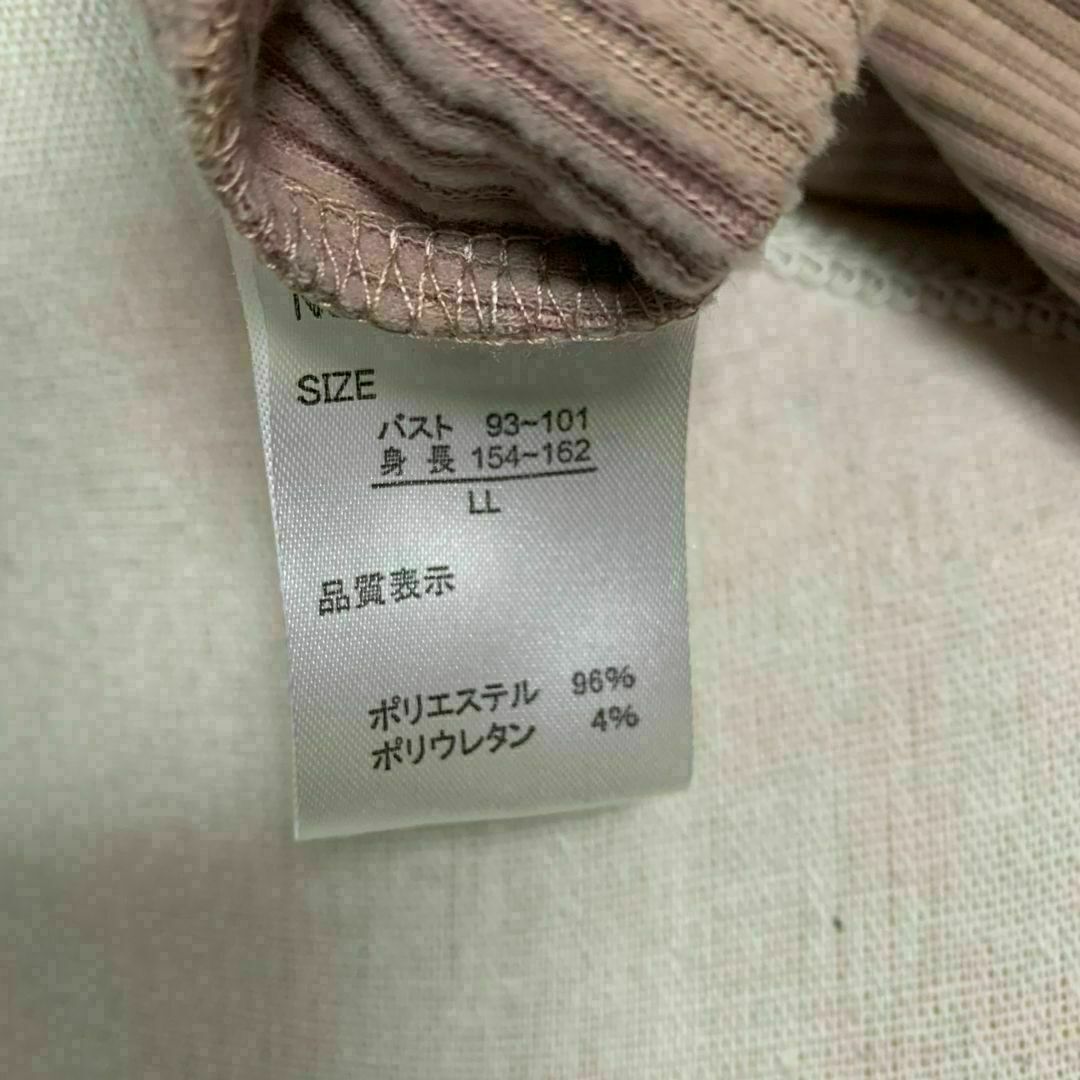 SIZE
バスト 93~101
身長 154~162
LL
品質表示
ポリエステル 96%
ポリウレタン 4%